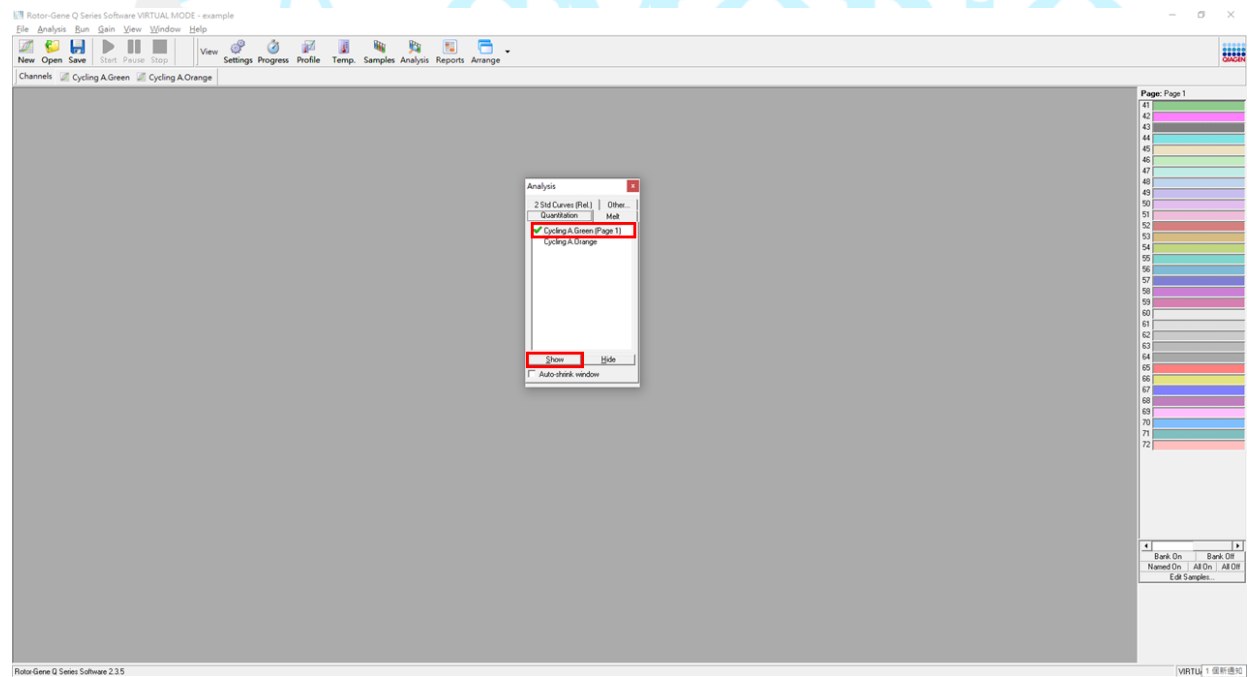 Rotor-Gene Q Series Software VIRTUAL MODE - example
File Analysis Run Gain View Window Help
New Open Save Start Pause Stop View Settings Progress Profile Temp. Samples Analysis Reports Arrange
QIAGEN
Channels Cycling A.Green Cycling A.Orange
Page: Page 1
41
42
43
44
45
46
47
48
49
50
51
52
53
54
55
56
57
58
59
60
61
62
63
64
65
66
67
68
69
70
71
72
Bank On Bank Off
Named On All On All Off
Edit Samples...
Analysis
2 Std Curves (Rel.) Other...
Quantitation Melt
Cycling A.Green (Page 1)
Cycling A.Orange
Show Hide
Auto-shrink window
Rotor-Gene Q Series Software 2.3.5
VIRTU
1 個新通知